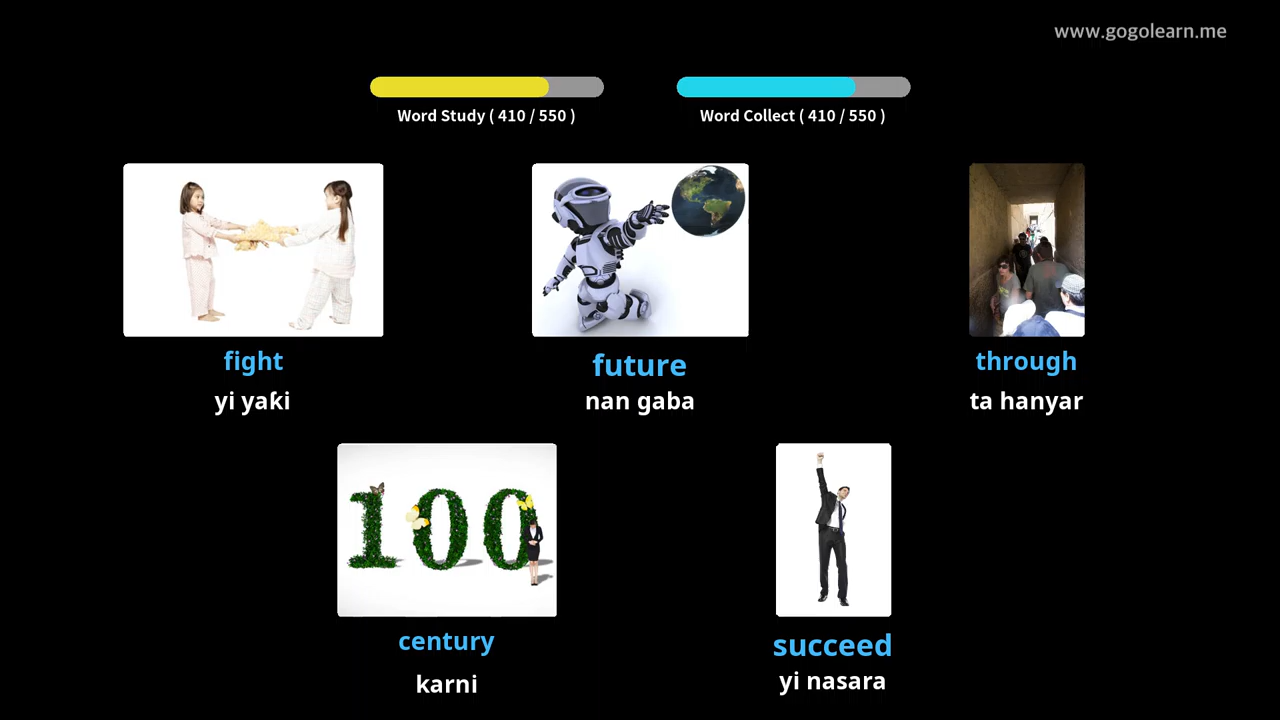 www.gogolearn.me
Word Study ( 410 / 550 )
Word Collect ( 410 / 550 )
fight
yi yaƙi
future
nan gaba
through
ta hanyar
100
century
karni
succeed
yi nasara